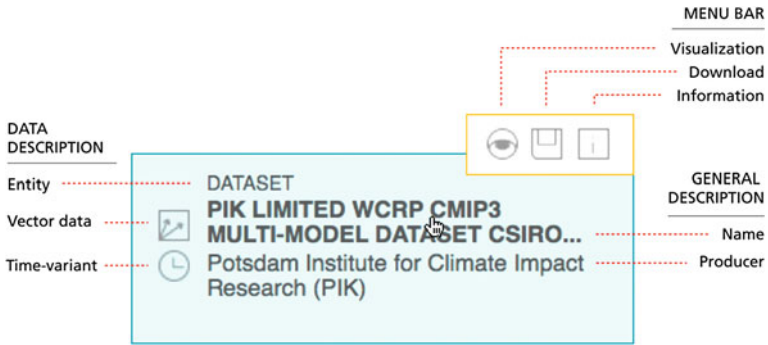 MENU BAR
Visualization
Download
Information
DATA
DESCRIPTION
Entity
Vector data
Time-variant
DATASET
PIK LIMITED WCRP CMIP3
MULTI-MODEL DATASET CSIRO...
Potsdam Institute for Climate Impact
Research (PIK)
i
GENERAL
DESCRIPTION
Name
Producer